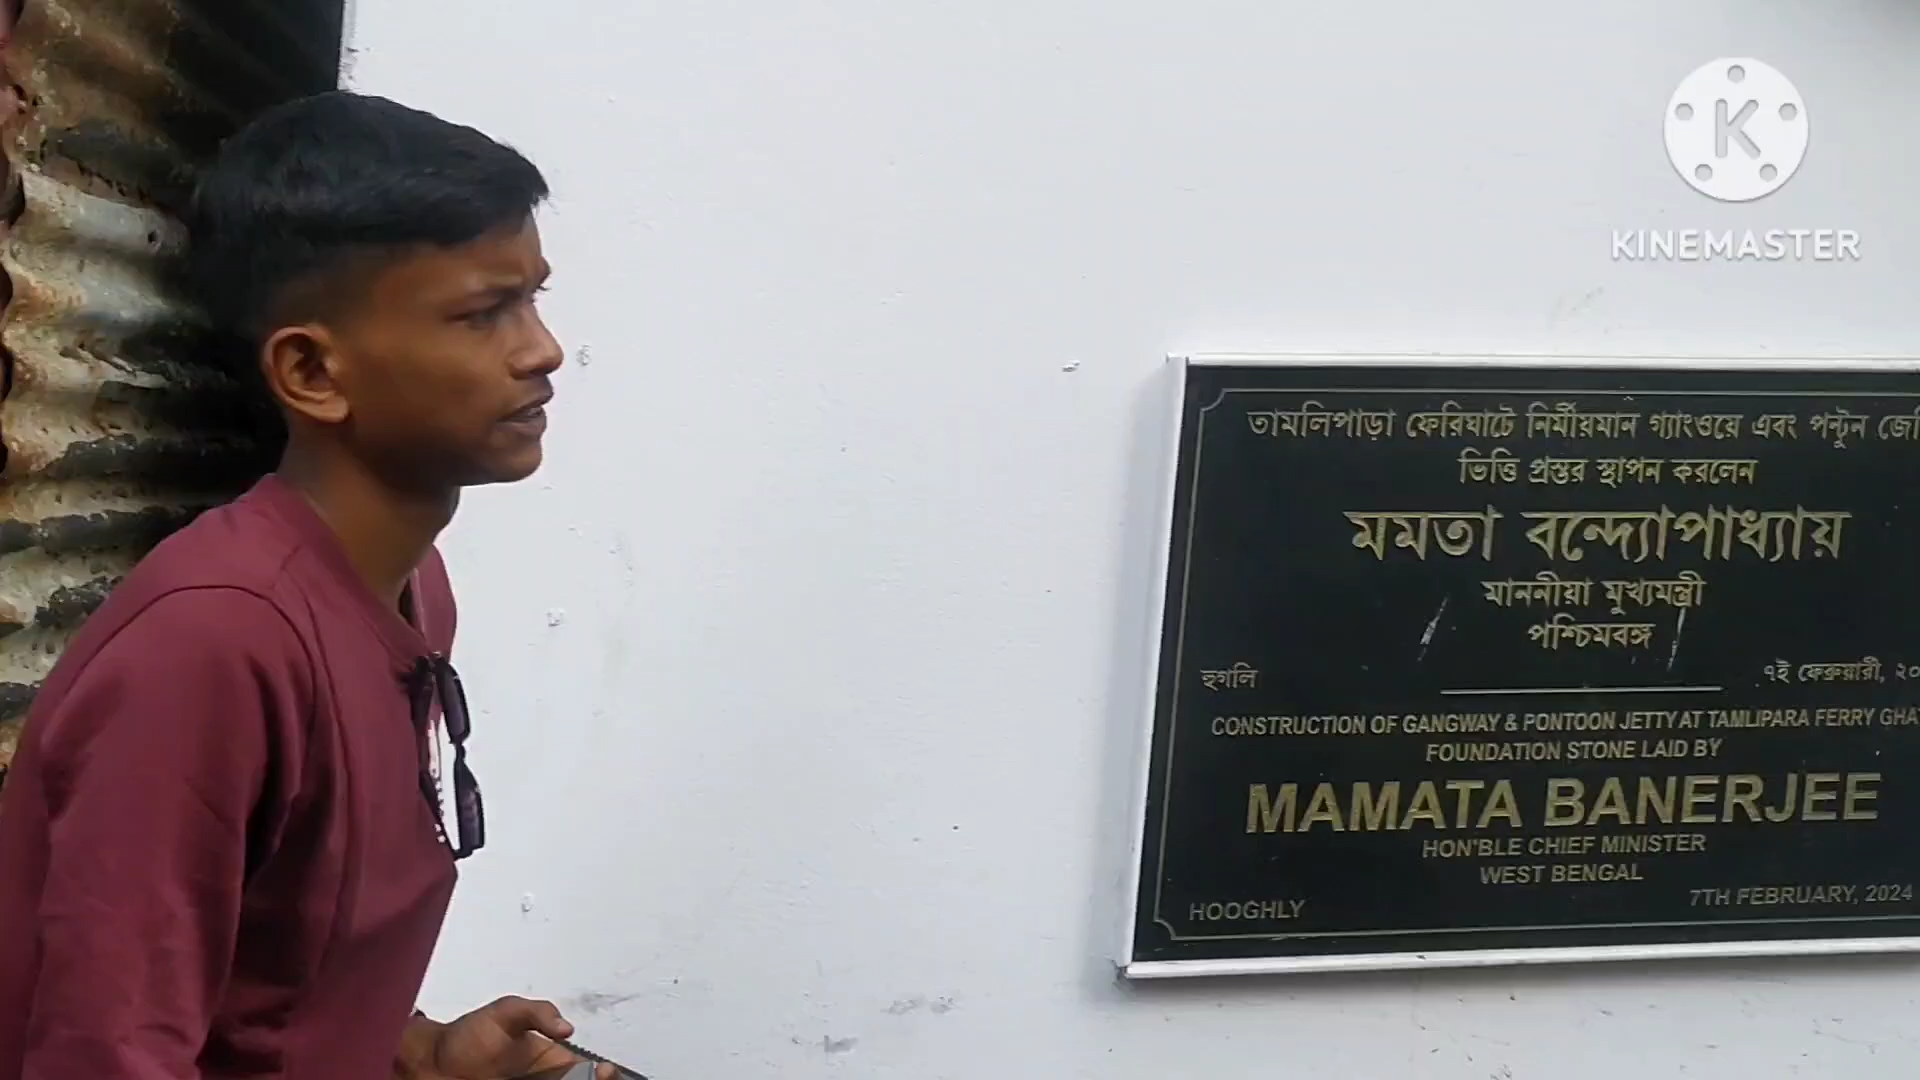 K
KINEMASTER
তামলিপাড়া ফেরিঘাটে নির্মীয়মান গ্যাংওয়ে এবং পন্টুন
ভিত্তি প্রস্তর স্থাপন করলেন
মমতা বন্দ্যোপাধ্যায়
মাননীয়া মুখ্যমন্ত্রী
পশ্চিমবঙ্গ
হুগলি ৭ই ফেব্রুয়ারী,
CONSTRUCTION OF GANGWAY & PONTOON JETTY AT TAMLIPARA FERRY
FOUNDATION STONE LAID BY
MAMATA BANERJEE
HON'BLE CHIEF MINISTER
WEST BENGAL
HOOGHLY 7TH FEBRUARY, 2024